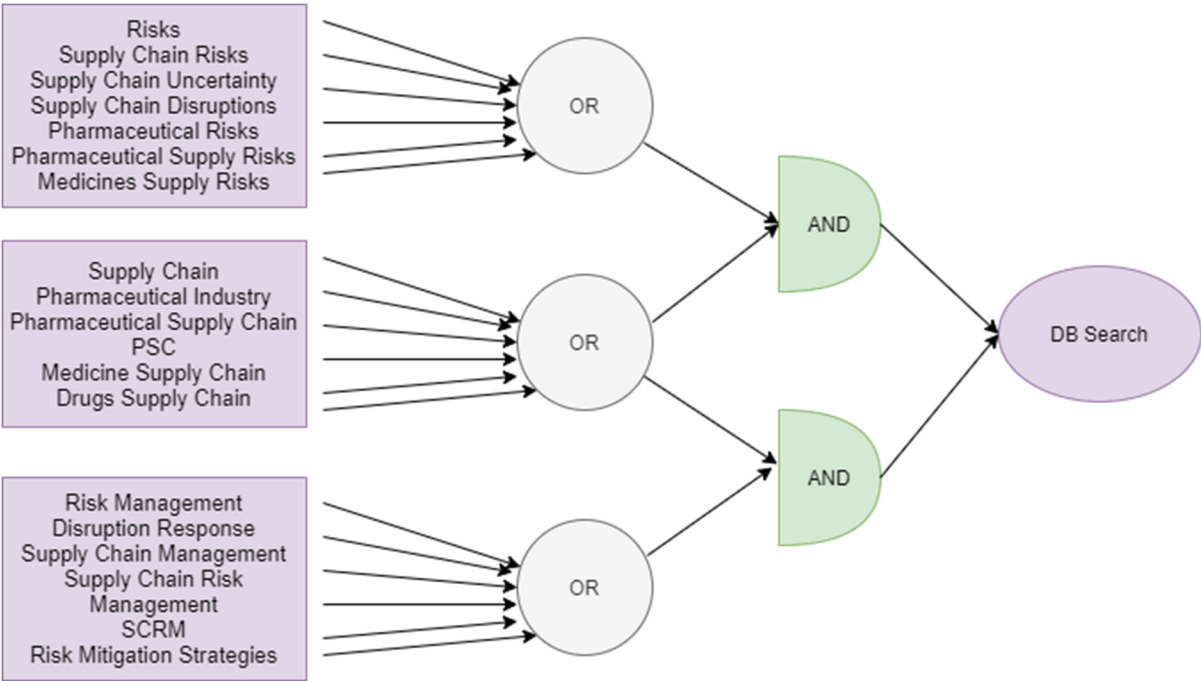 Risks
Supply Chain Risks
Supply Chain Uncertainty
Supply Chain Disruptions
Pharmaceutical Risks
Pharmaceutical Supply Risks
Medicines Supply Risks
OR
AND
Supply Chain
Pharmaceutical Industry
Pharmaceutical Supply Chain
PSC
Medicine Supply Chain
Drugs Supply Chain
OR
DB Search
AND
Risk Management
Disruption Response
Supply Chain Management
Supply Chain Risk
Management
SCRM
Risk Mitigation Strategies
OR